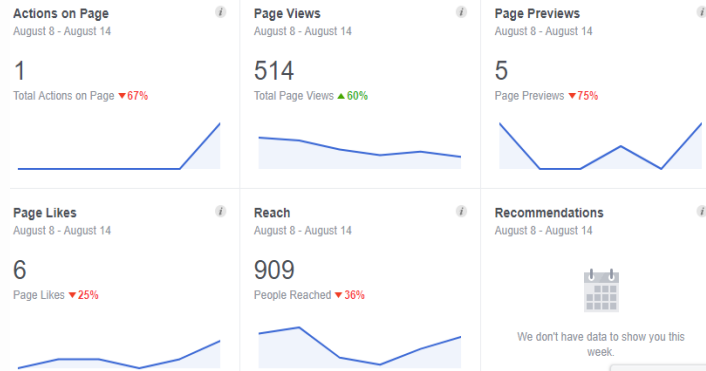 Actions on Page
August 8 - August 14
1
Total Actions on Page ▼67%
Page Views
August 8 - August 14
514
Total Page Views ▲60%
Page Previews
August 8 - August 14
5
Page Previews ▼75%
Page Likes
August 8 - August 14
6
Page Likes ▼25%
Reach
August 8 - August 14
909
People Reached ▼36%
Recommendations
August 8 - August 14
We don't have data to show you this
week.